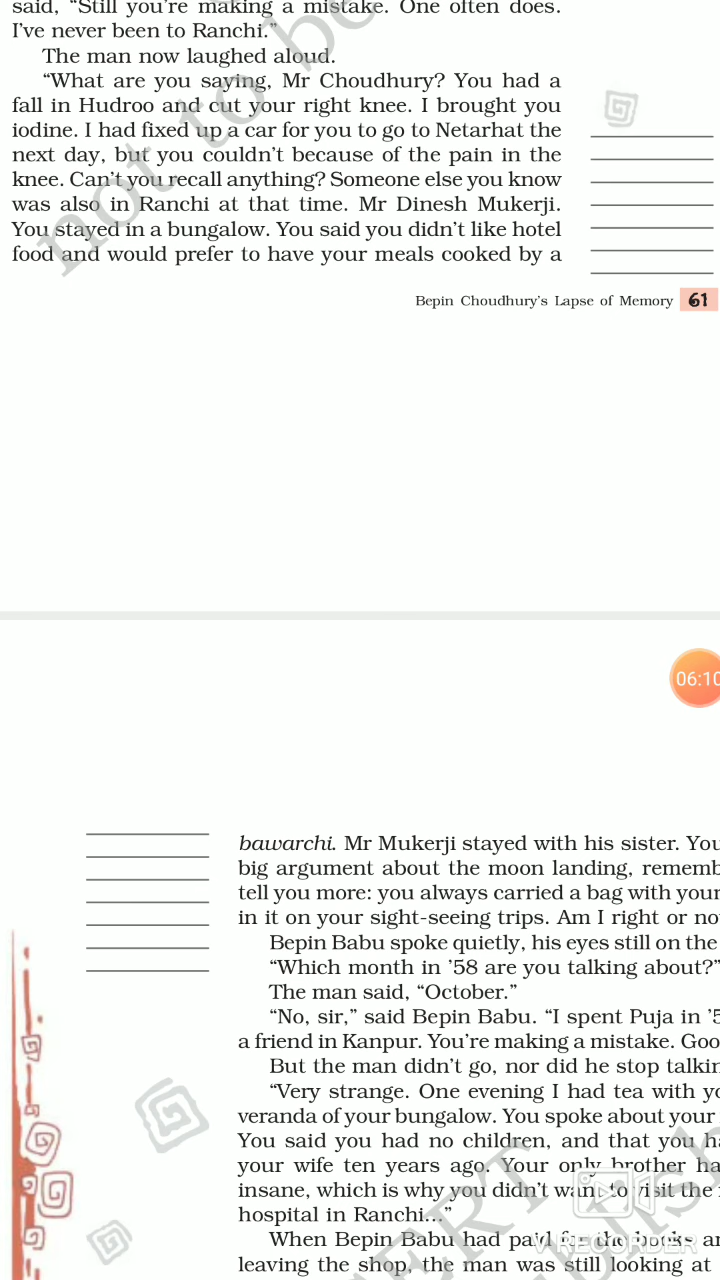 said, “Still you’re making a mistake. One often does.
I’ve never been to Ranchi.”
The man now laughed aloud.
“What are you saying, Mr Choudhury? You had a
fall in Hudroo and cut your right knee. I brought you
iodine. I had fixed up a car for you to go to Netarhat the
next day, but you couldn’t because of the pain in the
knee. Can’t you recall anything? Someone else you know
was also in Ranchi at that time. Mr Dinesh Mukerji.
You stayed in a bungalow. You said you didn’t like hotel
food and would prefer to have your meals cooked by a
Bepin Choudhury’s Lapse of Memory 61
not to be
06:10
bawarchi. Mr Mukerji stayed with his sister. You
big argument about the moon landing, rememb
tell you more: you always carried a bag with your
in it on your sight-seeing trips. Am I right or no
Bepin Babu spoke quietly, his eyes still on the
“Which month in ’58 are you talking about?”
The man said, “October.”
“No, sir,” said Bepin Babu. “I spent Puja in ’5
a friend in Kanpur. You’re making a mistake. Goo
But the man didn’t go, nor did he stop talkin
“Very strange. One evening I had tea with yo
veranda of your bungalow. You spoke about your
You said you had no children, and that you ha
your wife ten years ago. Your only brother ha
insane, which is why you didn’t want to visit the
hospital in Ranchi...”
When Bepin Babu had paid for the books an
leaving the shop, the man was still looking at
VIRECORDER